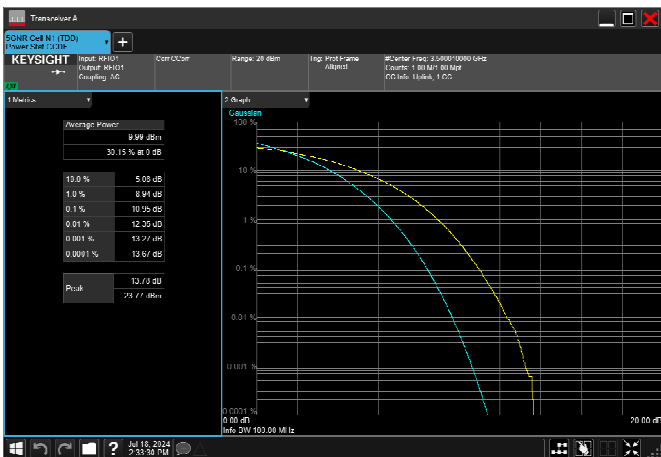 Transceiver A
5GNR Cell N1 (TDD)
Power Stat CCDF
+
KEYSIGHT
Input: RFIO1
Output: RFIO1
Coupling: AC
Corr CCorr
Range: 20 dBm
Trig: Prot Frame
Aligned
#Center Freq: 3.500010000 GHz
Counts: 1.00 M/1.00 Mpt
CC Info: Uplink, 1 CC
1 Metrics
Average Power
9.99 dBm
30.15 % at 0 dB
10.0 % 5.08 dB
1.0 % 8.94 dB
0.1 % 10.95 dB
0.01 % 12.35 dB
0.001 % 13.27 dB
0.0001 % 13.67 dB
Peak 13.78 dB
23.77 dBm
2 Graph
Gaussian
100 %
10 %
1 %
0.1 %
0.01 %
0.001 %
0.0001 %
0.00 dB
20.00 dB
Info BW 100.00 MHz
?
Jul 18, 2024
2:33:30 PM